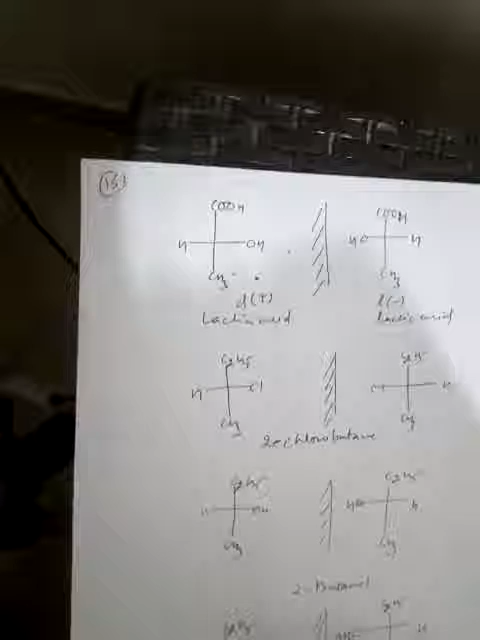 (15)
COOH COOH
H OH HO H
CH3 CH3
d(+) l(-)
Lactic acid Lactic acid
C2H5 C2H5
H Cl Cl H
CH3 CH3
2-chlorobutane
C2H5 C2H5
H OH HO H
CH3 CH3
2-Butanol